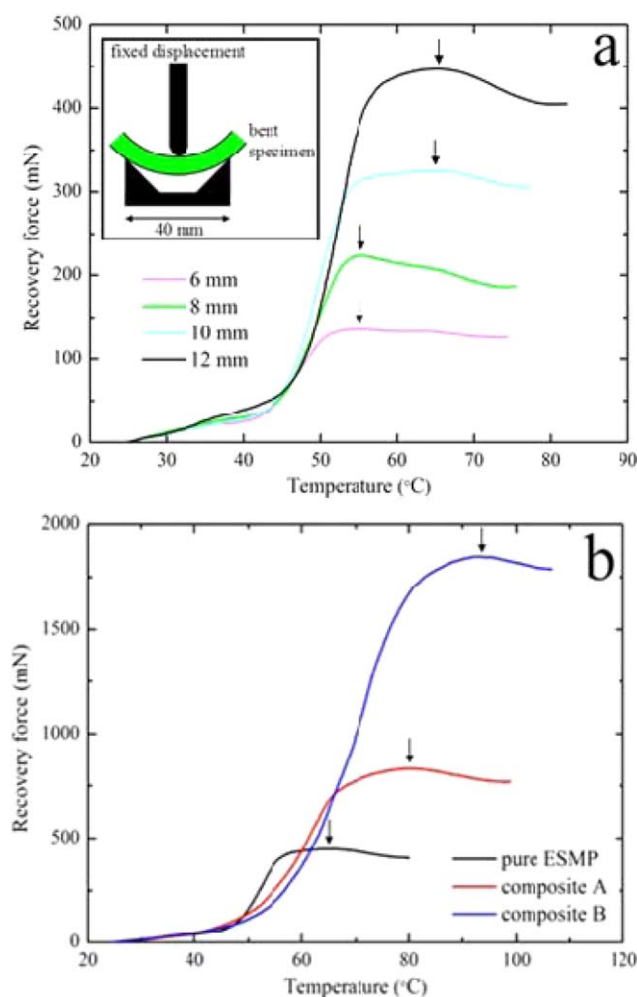 a
fixed displacement
bent
specimen
40 mm
6 mm
8 mm
10 mm
12 mm
Recovery force (mN)
500
400
300
200
100
0
20 30 40 50 60 70 80 90
Temperature (°C)
b
Recovery force (mN)
2000
1500
1000
500
0
pure ESMP
composite A
composite B
20 40 60 80 100 120
Temperature (°C)